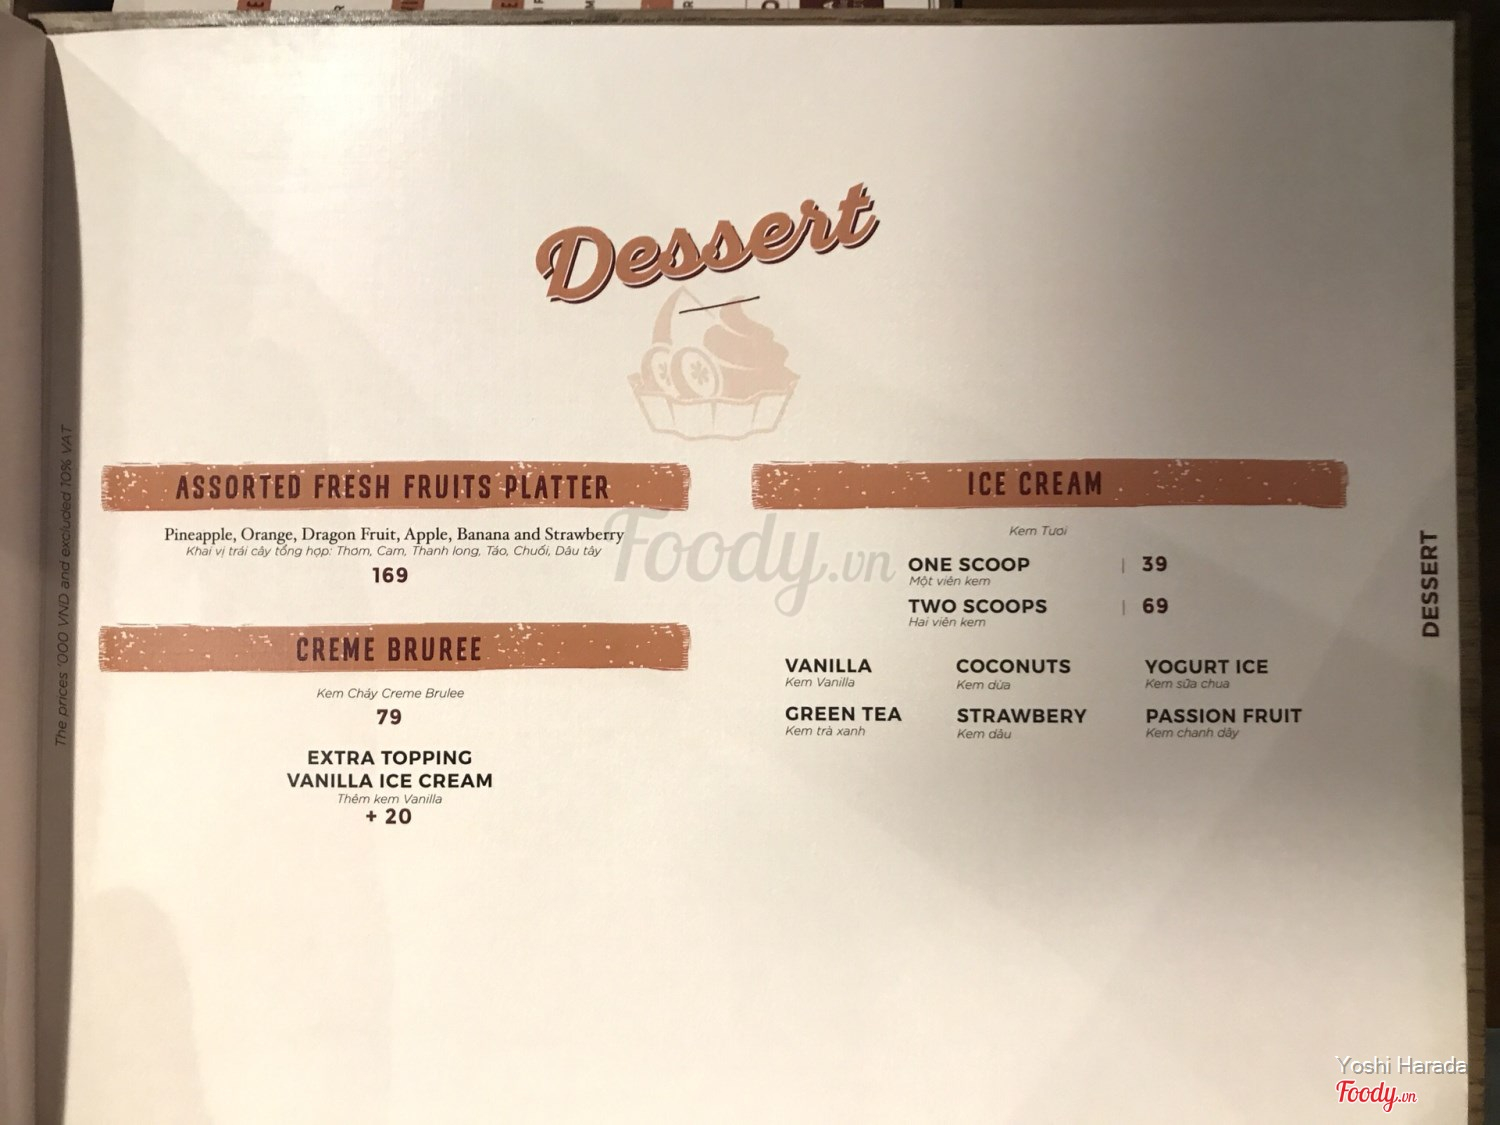 Dessert
ASSORTED FRESH FRUITS PLATTER
Pineapple, Orange, Dragon Fruit, Apple, Banana and Strawberry
Khai vị trái cây tổng hợp: Thơm, Cam, Thanh long, Táo, Chuối, Dâu tây
169
CREME BRUREE
Kem Cháy Creme Brulee
79
EXTRA TOPPING
VANILLA ICE CREAM
Thêm kem Vanilla
+ 20
ICE CREAM
Kem Tươi
ONE SCOOP | 39
Một viên kem
TWO SCOOPS | 69
Hai viên kem
VANILLA COCONUTS YOGURT ICE
Kem Vanilla Kem dừa Kem sữa chua
GREEN TEA STRAWBERY PASSION FRUIT
Kem trà xanh Kem dâu Kem chanh dây
The prices '000 VND and excluded 10% VAT
DESSERT
Foody.vn
Yoshi Harada
Foody.vn